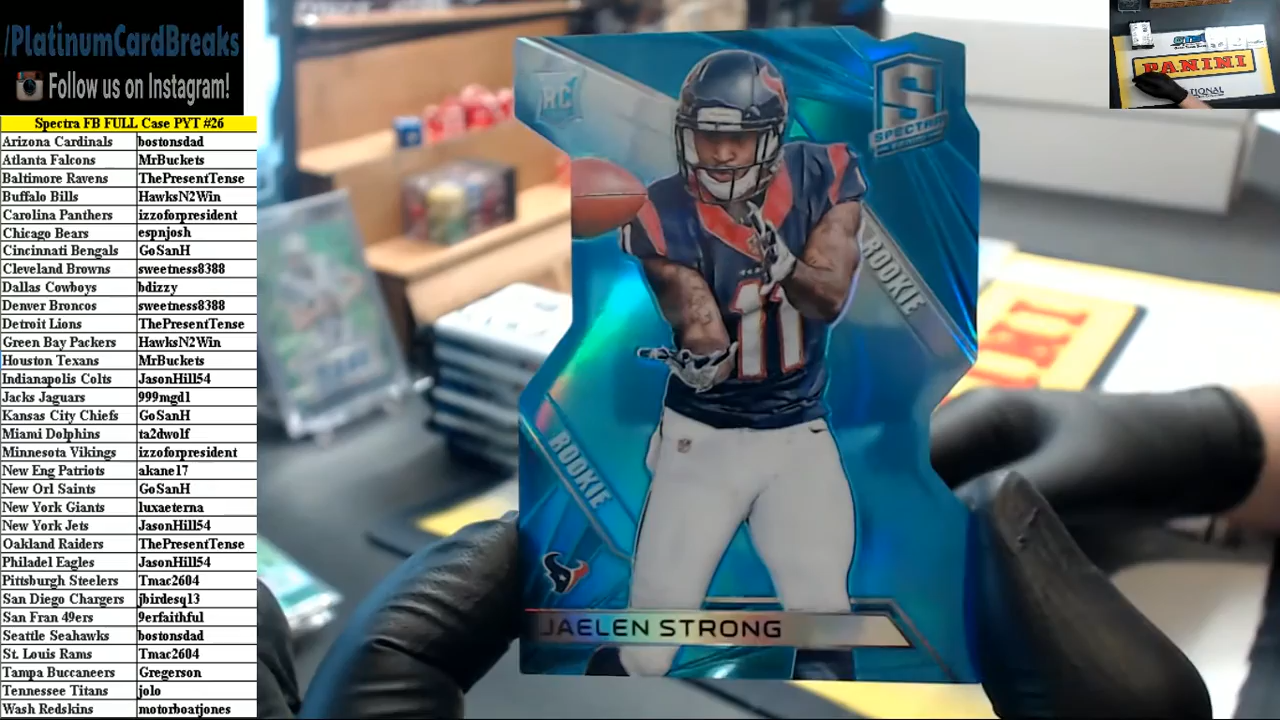 /PlatinumCardBreaks
Follow us on Instagram!
Spectra FB FULL Case PYT #26
Arizona Cardinals bostonsdad
Atlanta Falcons MrBuckets
Baltimore Ravens ThePresentTense
Buffalo Bills HawksN2Win
Carolina Panthers izzoforpresident
Chicago Bears espnjosh
Cincinnati Bengals GoSanH
Cleveland Browns sweetness8388
Dallas Cowboys bdizzy
Denver Broncos sweetness8388
Detroit Lions ThePresentTense
Green Bay Packers HawksN2Win
Houston Texans MrBuckets
Indianapolis Colts JasonHill54
Jacks Jaguars 999mgd1
Kansas City Chiefs GoSanH
Miami Dolphins ta2dwolf
Minnesota Vikings izzoforpresident
New Eng Patriots akane17
New Orl Saints GoSanH
New York Giants luxaeterna
New York Jets JasonHill54
Oakland Raiders ThePresentTense
Philadel Eagles JasonHill54
Pittsburgh Steelers Tmac2604
San Diego Chargers jbirdesq13
San Fran 49ers 9erfaithful
Seattle Seahawks bostonsdad
St. Louis Rams Tmac2604
Tampa Buccaneers Gregerson
Tennessee Titans jolo
Wash Redskins motorboatjones
RC
S
SPECTRA
ROOKIE
11
ROOKIE
JAELEN STRONG
PANINI